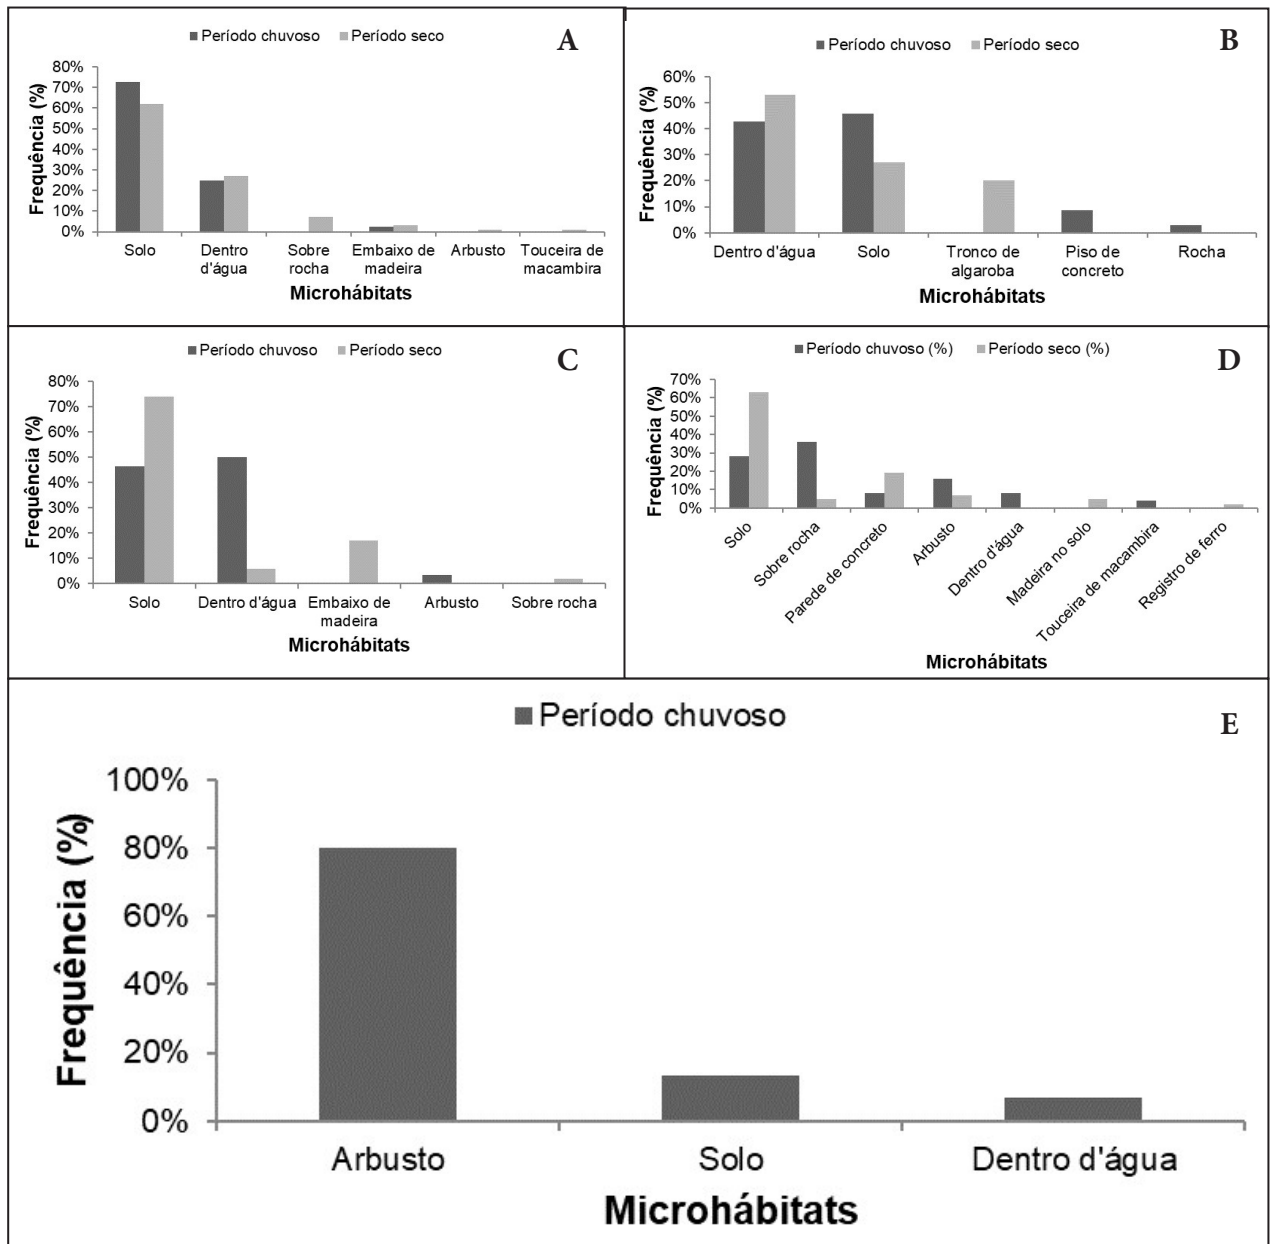 Período chuvoso Período seco A
80%
70%
60%
50%
40%
30%
20%
10%
0%
Frequência (%)
Solo Dentro d'água Sobre rocha Embaixo de madeira Arbusto Touceira de macambira
Microhábitats
Período chuvoso Período seco B
60%
50%
40%
30%
20%
10%
0%
Frequência (%)
Dentro d'água Solo Tronco de algaroba Piso de concreto Rocha
Microhábitats
Período chuvoso Período seco C
80%
70%
60%
50%
40%
30%
20%
10%
0%
Frequência (%)
Solo Dentro d'água Embaixo de madeira Arbusto Sobre rocha
Microhábitats
Período chuvoso (%) Período seco (%) D
70%
60%
50%
40%
30%
20%
10%
0%
Frequência (%)
Solo
Sobre rocha
Parede de concreto
Arbusto
Dentro d'água
Madeira no solo
Touceira de macambira
Registro de ferro
Microhábitats
Período chuvoso E
100%
80%
60%
40%
20%
0%
Frequência (%)
Arbusto Solo Dentro d'água
Microhábitats